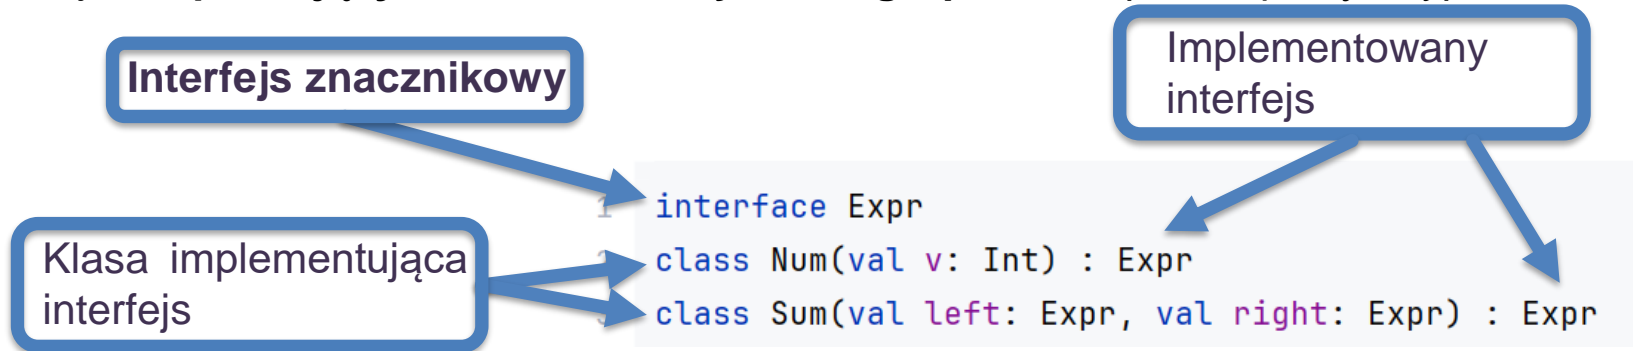 Interfejs znacznikowy
Implementowany
interfejs
Klasa implementująca
interfejs
1 interface Expr
class Num(val v: Int) : Expr
class Sum(val left: Expr, val right: Expr) : Expr